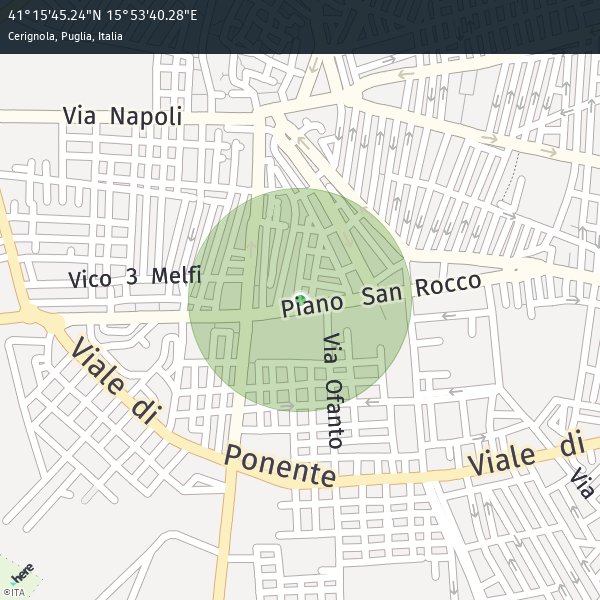 41°15'45.24"N 15°53'40.28"E
Cerignola, Puglia, Italia
Via Napoli
Vico 3 Melfi
Piano San Rocco
Via Ofanto
Viale di
Ponente
Viale di
Via
here
©ITA